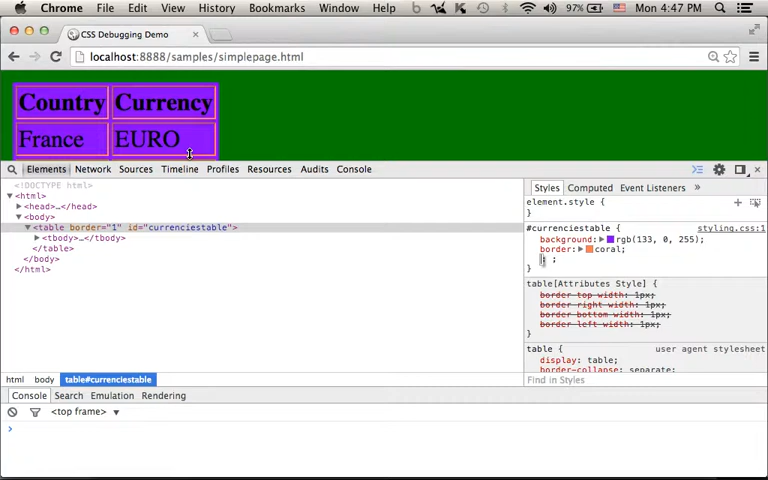 Chrome File Edit View History Bookmarks Window Help 97% Mon 4:47 PM
CSS Debugging Demo
localhost:8888/samples/simplepage.html
Country Currency
France EURO
Elements Network Sources Timeline Profiles Resources Audits Console
<!DOCTYPE html>
<html>
<head>…</head>
<body>
<table border="1" id="currenciestable">
<tbody>…</tbody>
</table>
</body>
</html>
Styles Computed Event Listeners »
element.style {
}
#currenciestable { styling.css:1
background: rgb(133, 0, 255);
border: coral;
: ;
}
table[Attributes Style] {
border-top-width: 1px;
border-right-width: 1px;
border-bottom-width: 1px;
border-left-width: 1px;
}
table { user agent stylesheet
display: table;
border-collapse: separate;
Find in Styles
html body table#currenciestable
Console Search Emulation Rendering
<top frame>
>